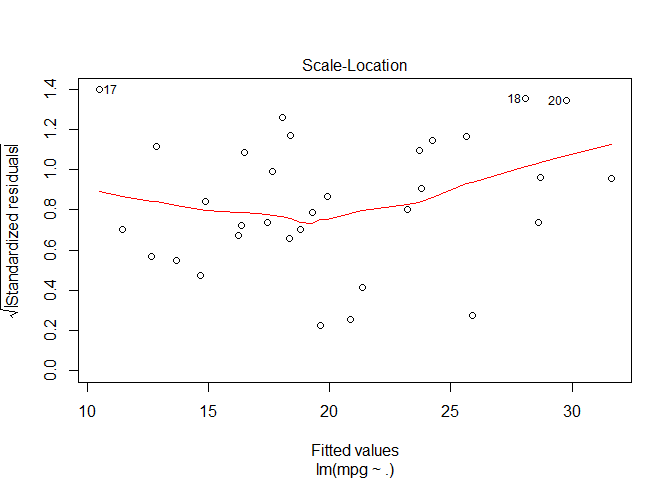 Scale-Location
1.4
1.2
1.0
0.8
0.6
0.4
0.2
0.0
√|Standardized residuals|
17
18
20
10 15 20 25 30
Fitted values
lm(mpg ~ .)